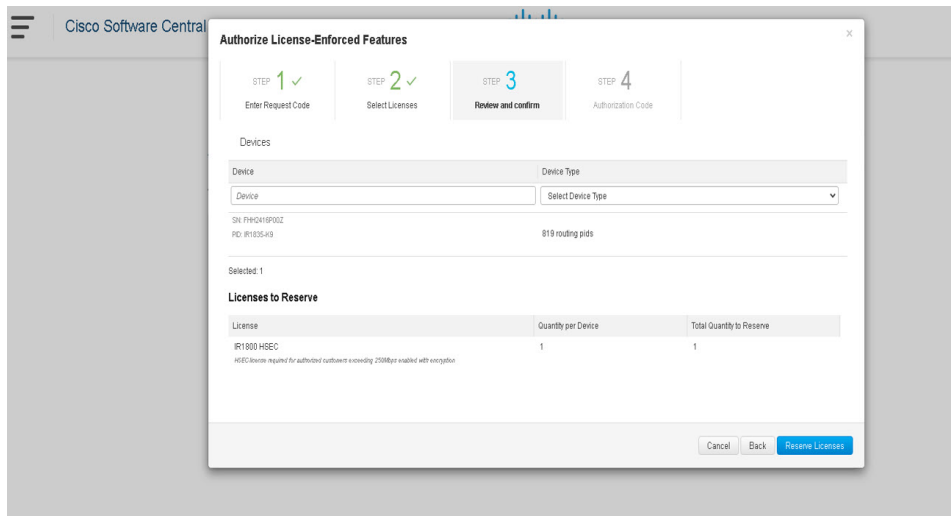 Cisco Software Central
Authorize License-Enforced Features
x
STEP 1 ✓
Enter Request Code
STEP 2 ✓
Select Licenses
STEP 3
Review and confirm
STEP 4
Authorization Code
Devices
Device Device Type
Device Select Device Type
SN: FHH2416P00Z
PID: IR1835-K9 819 routing pids
Selected: 1
Licenses to Reserve
License Quantity per Device Total Quantity to Reserve
IR1800 HSEC 1 1
HSEC license required for authorized customers exceeding 250Mbps enabled with encryption
Cancel Back Reserve Licenses